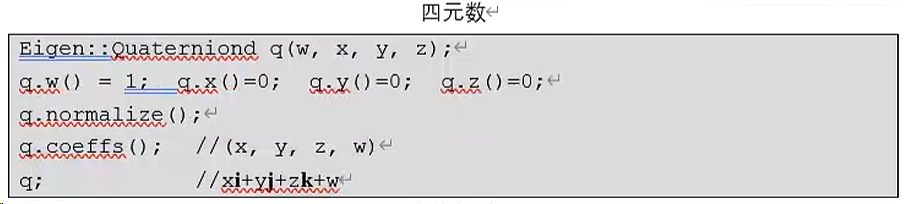 四元数
Eigen::Quaterniond q(w, x, y, z);
q.w() = 1;  q.x()=0;  q.y()=0;  q.z()=0;
q.normalize();
q.coeffs();  //(x, y, z, w)
q;  //xi+yj+zk+w